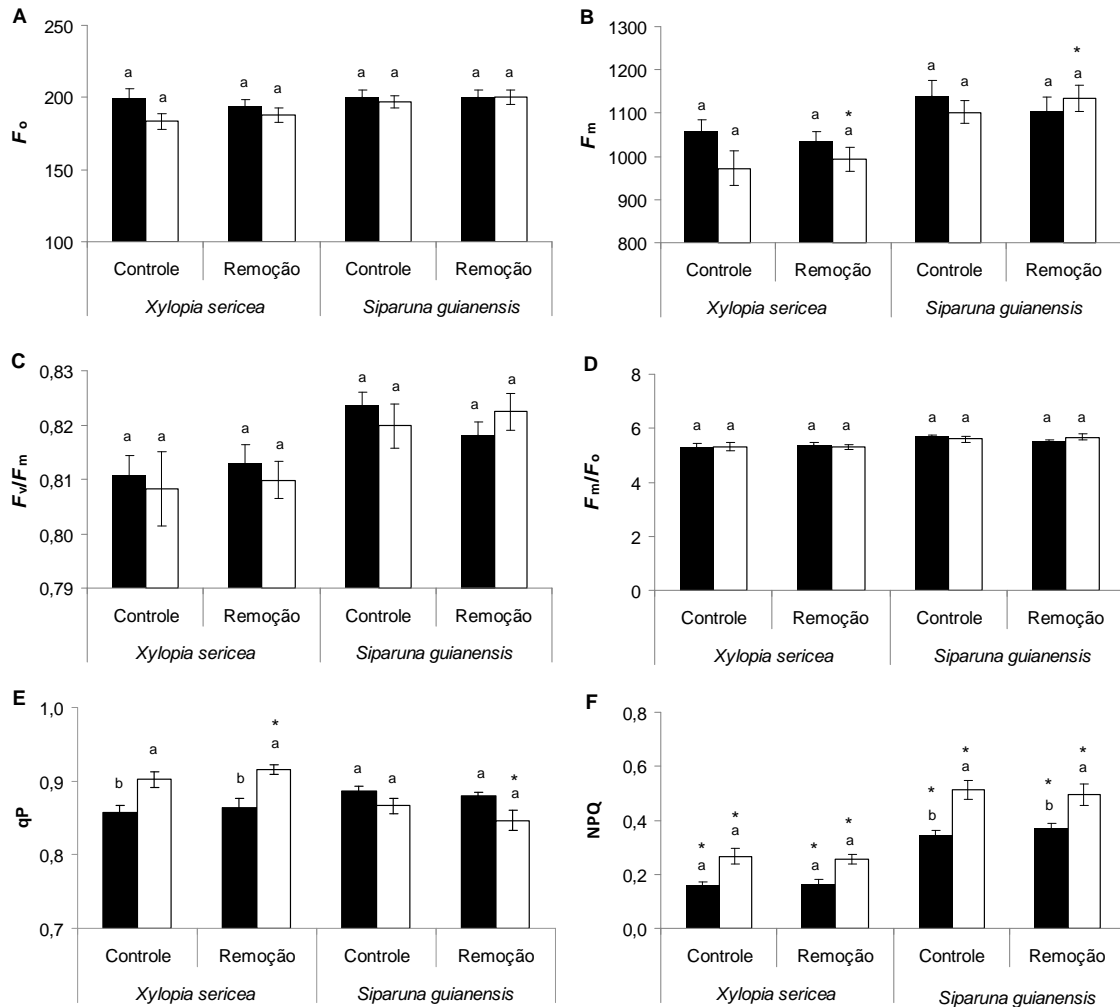 A
250
200
150
100
Fo
a a a a a a a a
Controle Remoção Controle Remoção
Xylopia sericea Siparuna guianensis
B
1300
1200
1100
1000
900
800
Fm
a a a * a a a a * a
Controle Remoção Controle Remoção
Xylopia sericea Siparuna guianensis
C
0,83
0,82
0,81
0,80
0,79
Fv/Fm
a a a a a a a a
Controle Remoção Controle Remoção
Xylopia sericea Siparuna guianensis
D
8
6
4
2
0
Fm/Fo
a a a a a a a a
Controle Remoção Controle Remoção
Xylopia sericea Siparuna guianensis
E
1,0
0,9
0,8
0,7
qP
b a b * a a a a * a
Controle Remoção Controle Remoção
Xylopia sericea Siparuna guianensis
F
0,8
0,6
0,4
0,2
0,0
NPQ
* a * a * a * a * b * a * b * a
Controle Remoção Controle Remoção
Xylopia sericea Siparuna guianensis